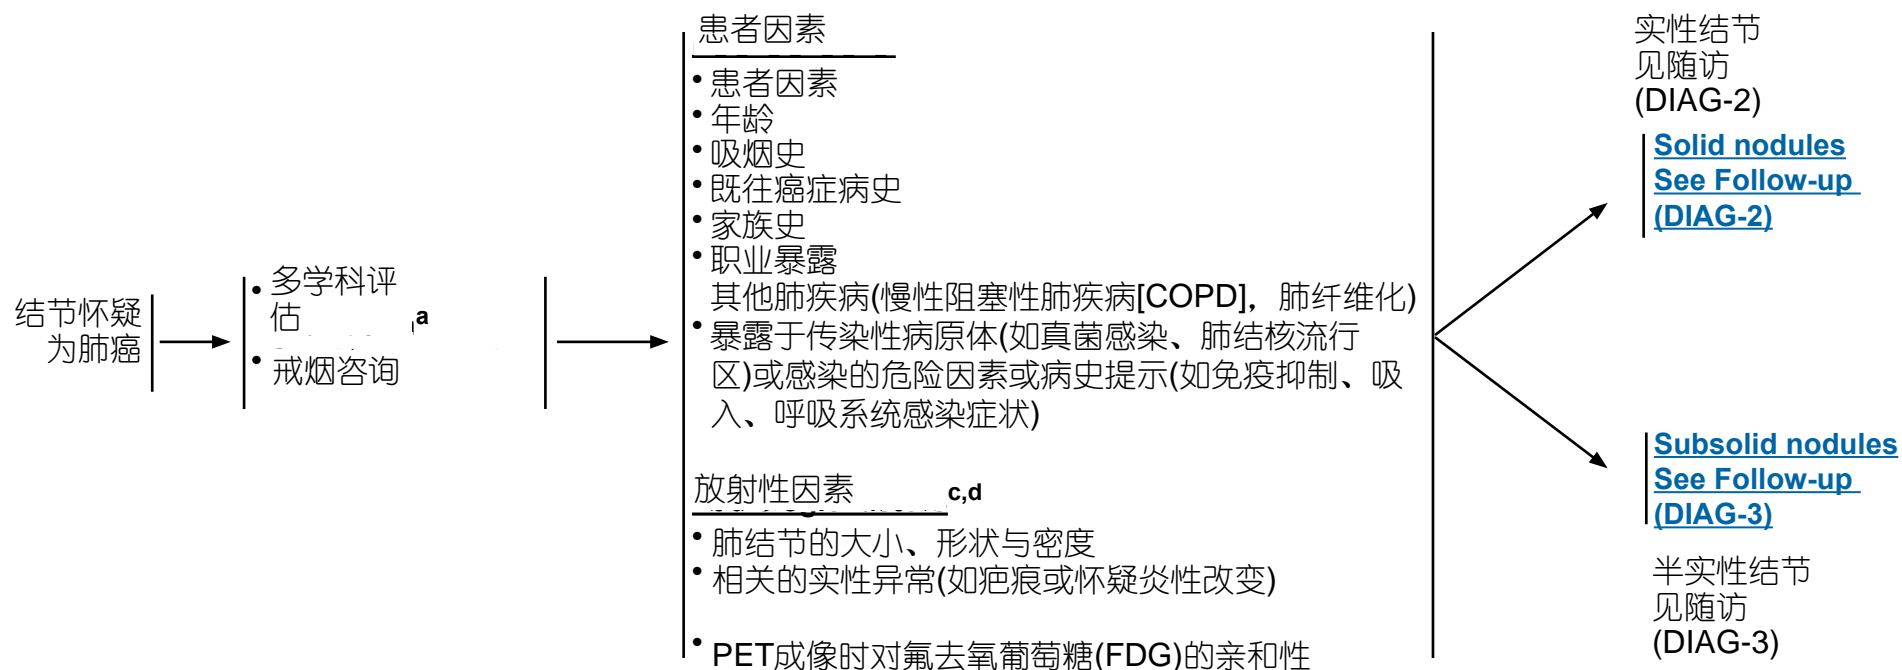 结节怀疑
为肺癌
• 多学科评
估 a
• 戒烟咨询
患者因素
• 患者因素
• 年龄
• 吸烟史
• 既往癌症病史
• 家族史
• 职业暴露
其他肺疾病(慢性阻塞性肺疾病[COPD]，肺纤维化)
• 暴露于传染性病原体(如真菌感染、肺结核流行
区)或感染的危险因素或病史提示(如免疫抑制、吸
入、呼吸系统感染症状)
放射性因素 c,d
• 肺结节的大小、形状与密度
• 相关的实性异常(如疤痕或怀疑炎性改变)
• PET成像时对氟去氧葡萄糖(FDG)的亲和性
实性结节
见随访
(DIAG-2)
Solid nodules
See Follow-up
(DIAG-2)
Subsolid nodules
See Follow-up
(DIAG-3)
半实性结节
见随访
(DIAG-3)